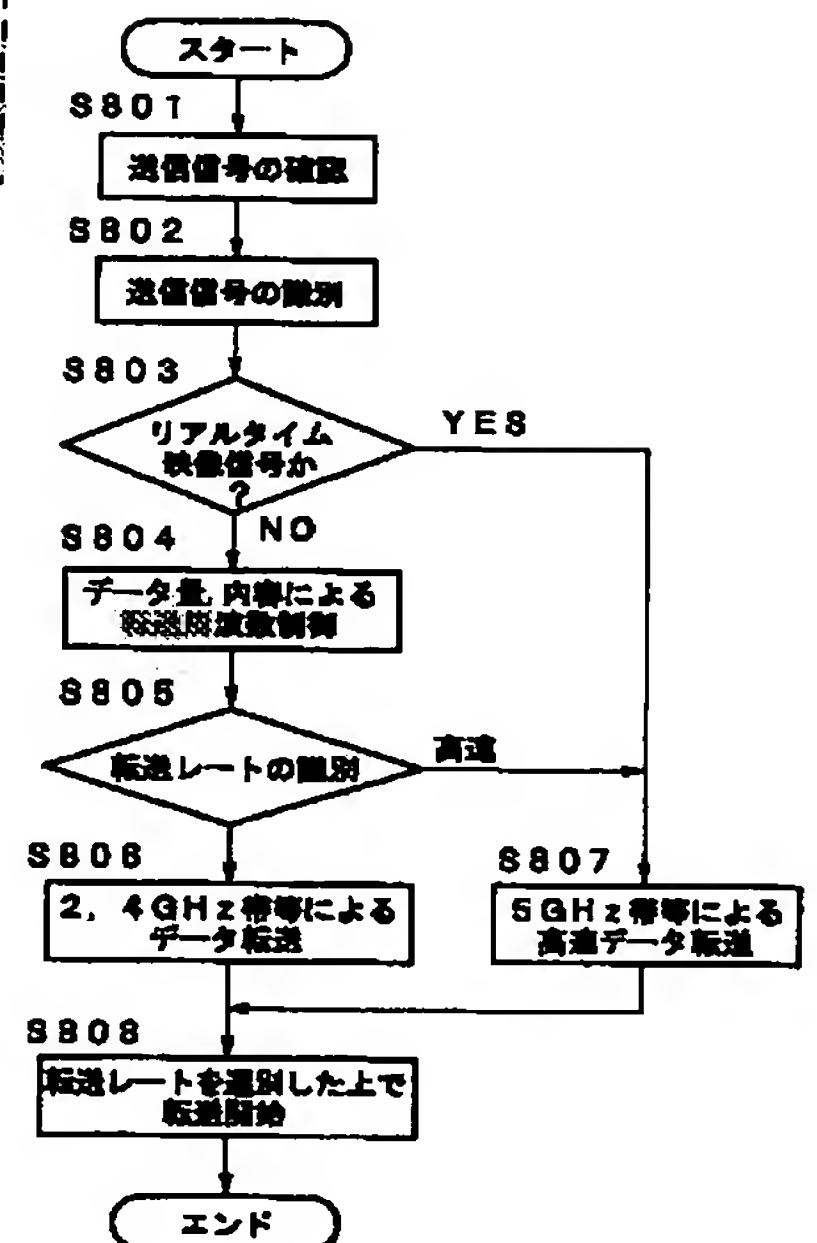 スタート
S801
送信信号の確認
S802
送信信号の識別
S803
リアルタイム
映像信号か
?
YES
NO
S804
データ量, 内容による
転送周波数制御
S805
転送レートの識別
高速
S806
2, 4GHz帯等による
データ転送
S807
5GHz帯等による
高速データ転送
S808
転送レートを選別した上で
転送開始
エンド